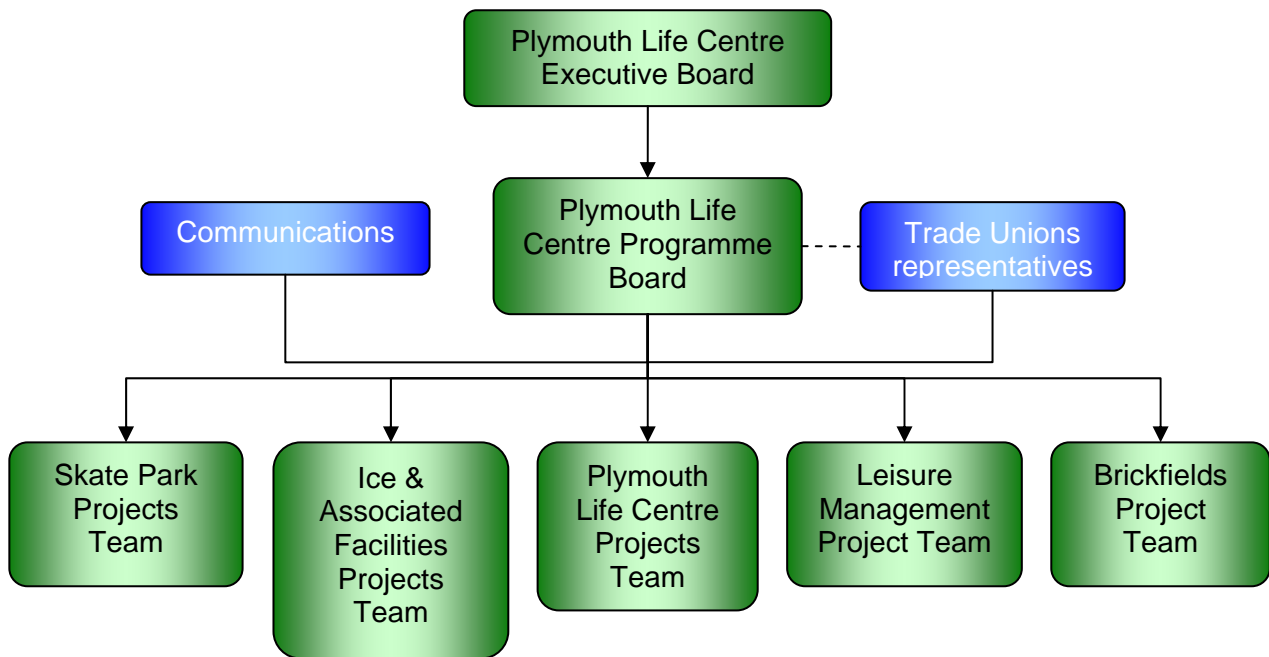 Plymouth Life Centre
Executive Board
Communications
Plymouth Life
Centre Programme
Board
Trade Unions
representatives
Skate Park
Projects
Team
Ice &
Associated
Facilities
Projects
Team
Plymouth
Life Centre
Projects
Team
Leisure
Management
Project Team
Brickfields
Project
Team